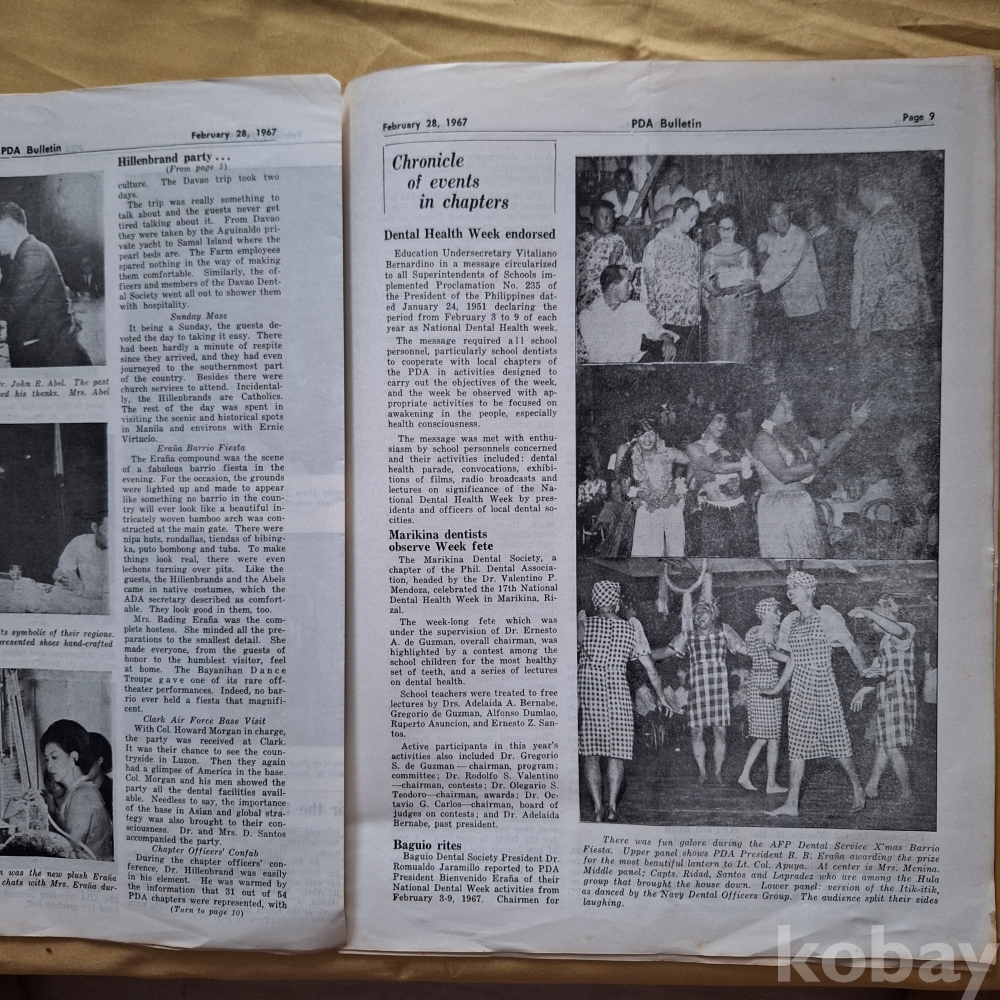 February 28, 1967
PDA Bulletin
r. John E. Abel. The past
ed his thanks. Mrs. Abel
ts symbolic of their regions.
presented shoes hand-crafted
n was the new plush Eraña
chats with Mrs. Eraña dur-
Hillenbrand party . . .
(From page 5)
culture. The Davao trip took two
days.
The trip was really something to
talk about and the guests never get
tired talking about it. From Davao
they were taken by the Aguinaldo pri-
vate yacht to Samal Island where the
pearl beds are. The Farm employees
spared nothing in the way of making
them comfortable. Similarly, the of-
ficers and members of the Davao Dent-
al Society went all out to shower them
with hospitality.
Sunday Mass
It being a Sunday, the guests de-
voted the day to taking it easy. There
had been hardly a minute of respite
since they arrived, and they had even
journeyed to the southernmost part
of the country. Besides there were
church services to attend. Incidental-
ly, the Hillenbrands are Catholics.
The rest of the day was spent in
visiting the scenic and historical spots
in Manila and environs with Ernie
Virtucio.
Eraña Barrio Fiesta
The Eraña compound was the scene
of a fabulous barrio fiesta in the
evening. For the occasion, the grounds
were lighted up and made to appear
like something no barrio in the coun-
try will ever look like a beautiful in-
tricately woven bamboo arch was con-
structed at the main gate. There were
nipa huts, rondallas, tiendas of bibing-
ka, puto bombong and tuba. To make
things look real, there were even
lechons turning over pits. Like the
guests, the Hillenbrands and the Abels
came in native costumes, which the
ADA secretary described as comfort-
able. They look good in them, too.
Mrs. Bading Eraña was the com-
plete hostess. She minded all the pre-
parations to the smallest detail. She
made everyone, from the guests of
honor to the humblest visitor, feel
at home. The Bayanihan Dance
Troupe gave one of its rare off-
theater performances. Indeed, no bar-
rio ever held a fiesta that magnifi-
cent.
Clark Air Force Base Visit
With Col. Howard Morgan in charge,
the party was received at Clark.
It was their chance to see the coun-
tryside in Luzon. Then they again
had a glimpse of America in the base.
Col. Morgan and his men showed the
party all the dental facilities avail-
able. Needless to say, the importance
of the base in Asian and global stra-
tegy was also brought to their con-
sciousness. Dr. and Mrs. D. Santos
accompanied the party.
Chapter Officers' Confab
During the chapter officers' con-
ference, Dr. Hillenbrand was easily
in his element. He was warmed by
the information that 31 out of 54
PDA chapters were represented, with
(Turn to page 10)
February 28, 1967
PDA Bulletin
Page 9
Chronicle
of events
in chapters
Dental Health Week endorsed
Education Undersecretary Vitaliano
Bernardino in a message circularized
to all Superintendents of Schools im-
plemented Proclamation No. 235 of
the President of the Philippines dat-
ed January 24, 1951 declaring the
period from February 3 to 9 of each
year as National Dental Health week.
The message required all school
personnel, particularly school dentists
to cooperate with local chapters of
the PDA in activities designed to
carry out the objectives of the week,
and the week be observed with ap-
propriate activities to be focused on
awakening in the people, especially
health consciousness.
The message was met with enthu-
siasm by school personnels concerned
and their activities included: dental
health parade, convocations, exhibi-
tions of films, radio broadcasts and
lectures on significance of the Na-
tional Dental Health Week by pres-
idents and officers of local dental so-
cities.
Marikina dentists
observe Week fete
The Marikina Dental Society, a
chapter of the Phil. Dental Associa-
tion, headed by the Dr. Valentino P.
Mendoza, celebrated the 17th National
Dental Health Week in Marikina, Ri-
zal.
The week-long fete which was
under the supervision of Dr. Ernesto
A. de Guzman, overall chairman, was
highlighted by a contest among the
school children for the most healthy
set of teeth, and a series of lectures
on dental health.
School teachers were treated to free
lectures by Drs. Adelaida A. Bernabe,
Gregorio de Guzman, Alfonso Dumlao,
Ruperto Asuncion, and Ernesto Z. San-
tos.
Active participants in this year's
activities also included Dr. Gregorio
S. de Guzman — chairman, program;
committee; Dr. Rodolfo S. Valentino
—chairman, contests; Dr. Olegario S.
Teodoro—chairman, awards; Dr. Oc-
tavio G. Carlos—chairman, board of
judges on contests; and Dr. Adelaida
Bernabe, past president.
Baguio rites
Baguio Dental Society President Dr.
Romualdo Jaramillo reported to PDA
President Bienvenido Eraña of their
National Dental Week activities from
February 3-9, 1967. Chairmen for
There was fun galore during the AFP Dental Service X'mas Barrio
Fiesta. Upper panel shows PDA President B. B. Eraña awarding the prize
for the most beautiful lantern to Lt. Col. Apuya. At center is Mrs. Menina.
Middle panel; Capts. Ridad, Santos and Lapradez who are among the Hula
group that brought the house down. Lower panel: version of the Itik-itik,
as danced by the Navy Dental Officers Group. The audience split their sides
laughing.
kobay